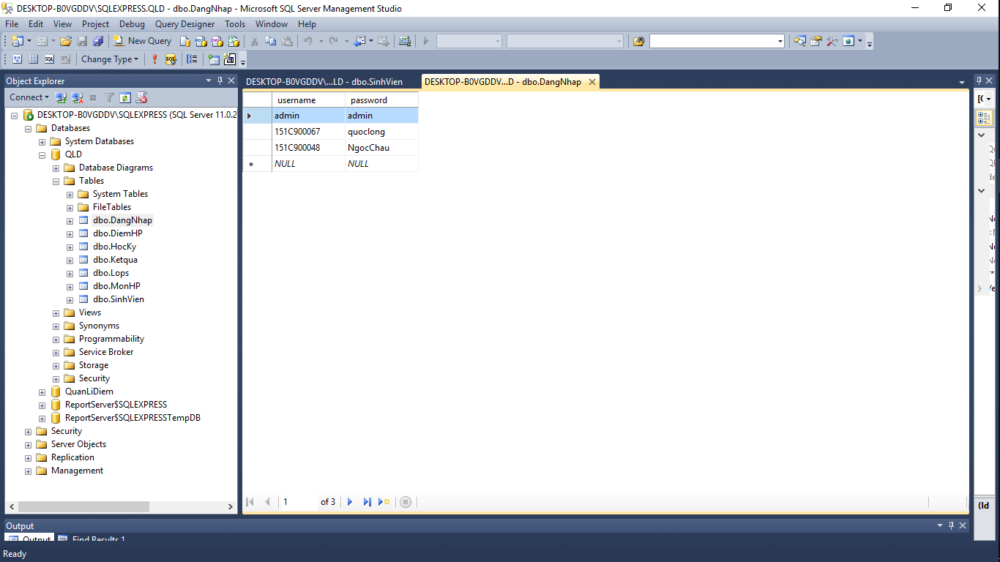 DESKTOP-B0VGDDV\SQLEXPRESS.QLD - dbo.DangNhap - Microsoft SQL Server Management Studio
File Edit View Project Debug Query Designer Tools Window Help
New Query
Change Type
Object Explorer
Connect
DESKTOP-B0VGDDV\SQLEXPRESS (SQL Server 11.0.2
Databases
System Databases
QLD
Database Diagrams
Tables
System Tables
FileTables
dbo.DangNhap
dbo.DiemHP
dbo.HocKy
dbo.Ketqua
dbo.Lops
dbo.MonHP
dbo.SinhVien
Views
Synonyms
Programmability
Service Broker
Storage
Security
QuanLiDiem
ReportServer$SQLEXPRESS
ReportServer$SQLEXPRESSTempDB
Security
Server Objects
Replication
Management
DESKTOP-B0VGDDV\...LD - dbo.SinhVien DESKTOP-B0VGDDV...D - dbo.DangNhap
username password
admin admin
151C900067 quoclong
151C900048 NgocChau
NULL NULL
1 of 3
(Id
Output
Output Find Results 1
Ready